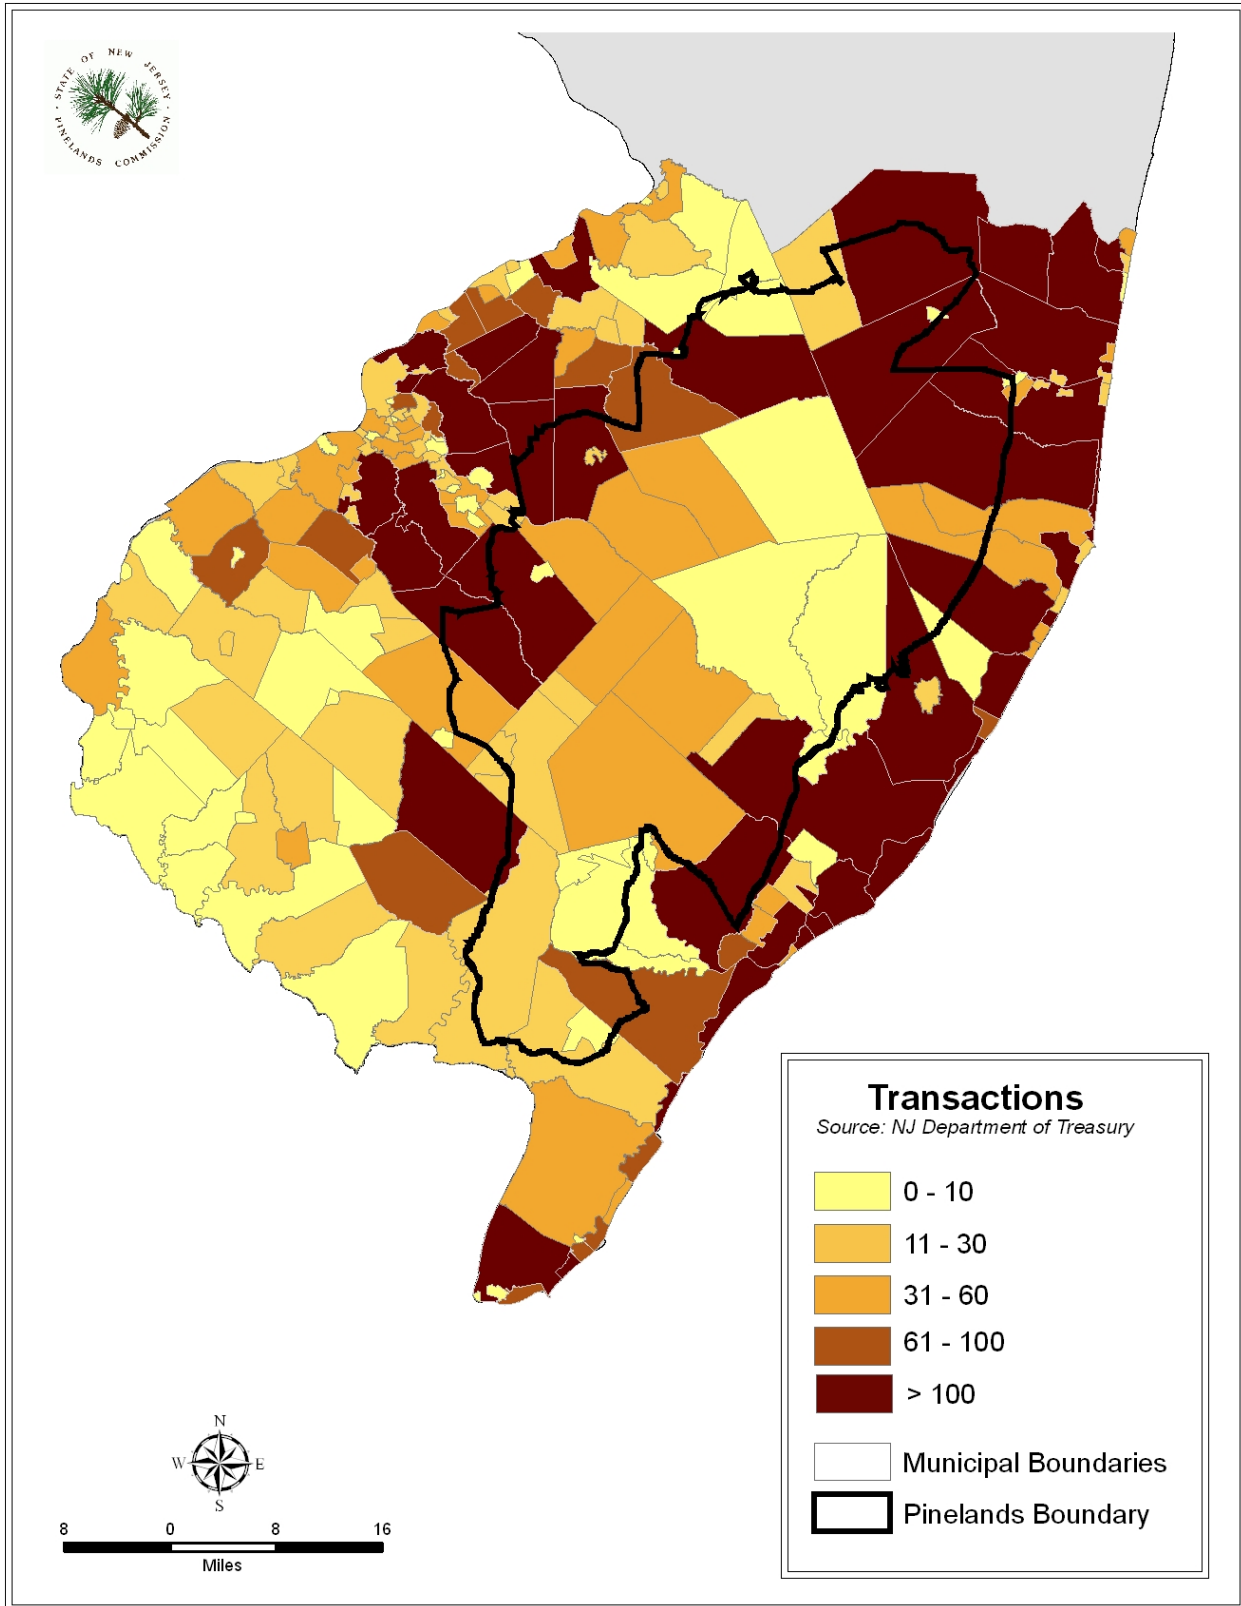 STATE OF NEW JERSEY
PINELANDS COMMISSION
Transactions
Source: NJ Department of Treasury
0 - 10
11 - 30
31 - 60
61 - 100
> 100
Municipal Boundaries
Pinelands Boundary
N
W E
S
8 0 8 16
Miles